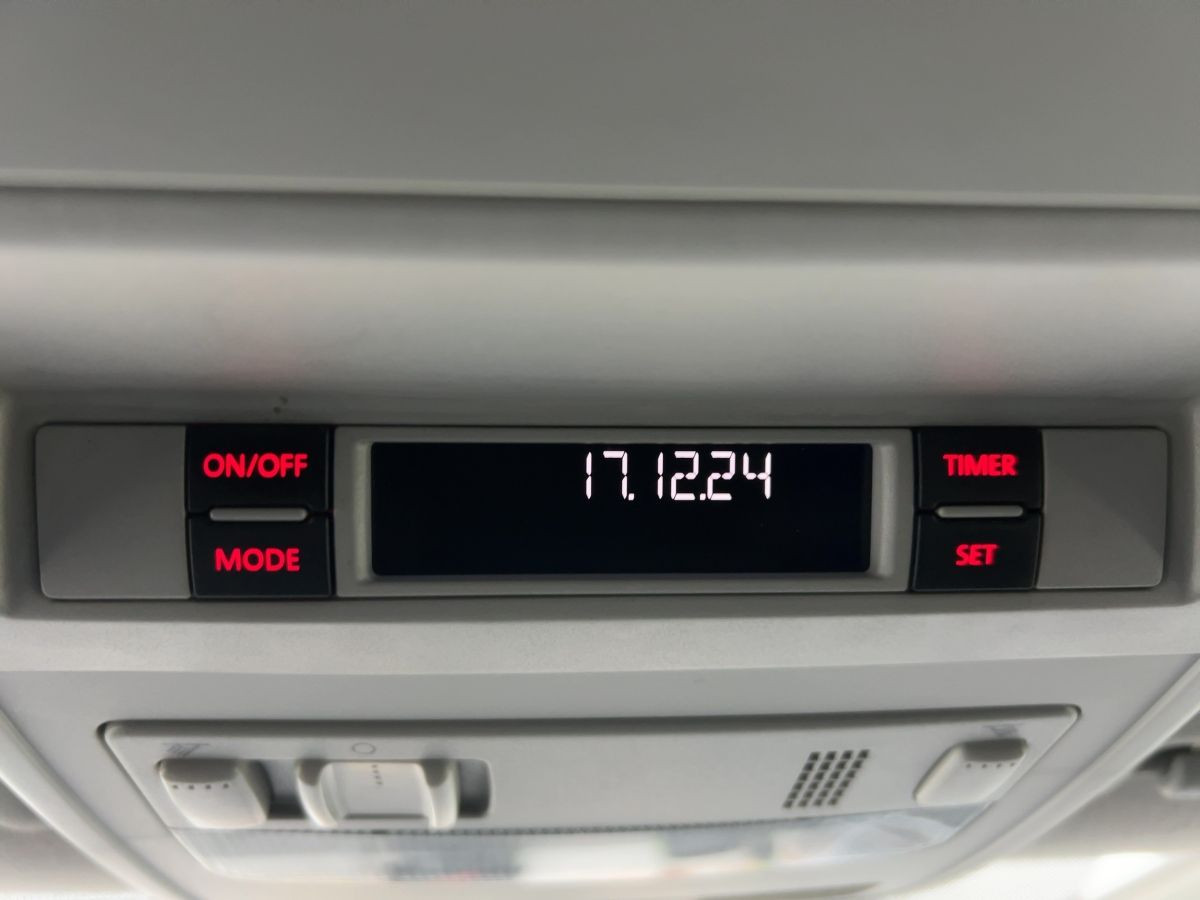 ON/OFF
MODE
17.12.24
TIMER
SET